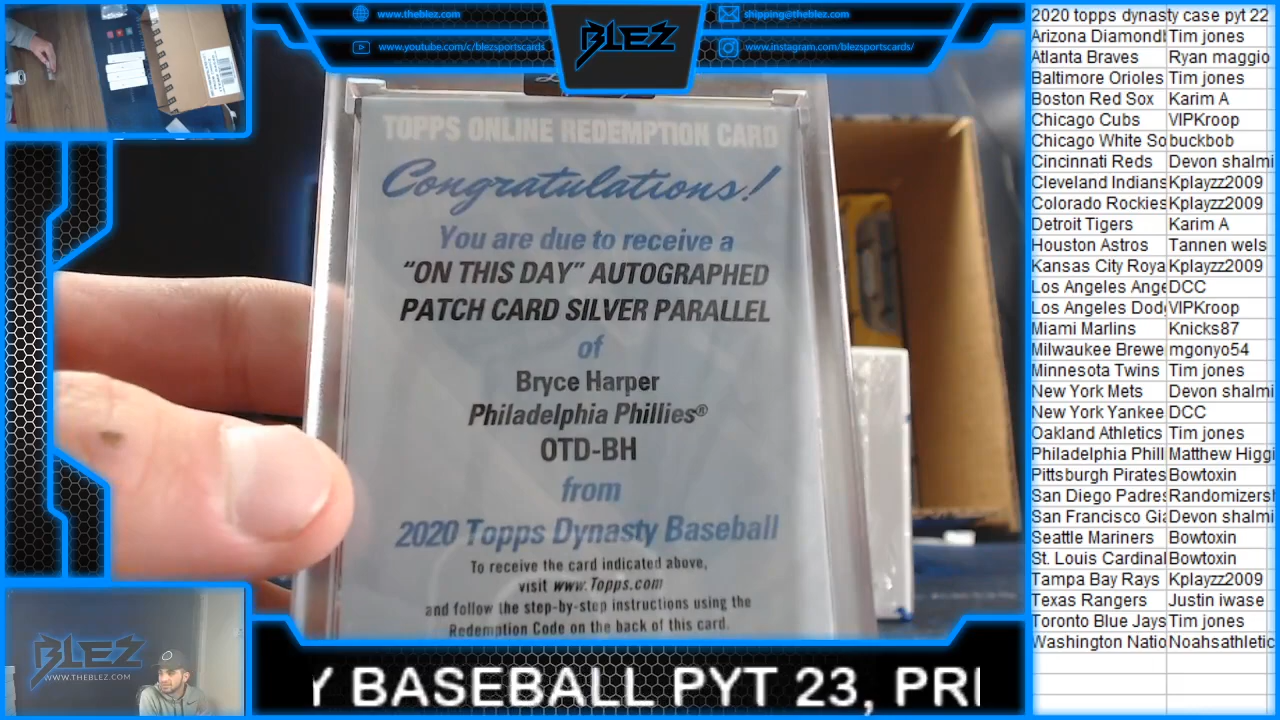 www.theblez.com
www.youtube.com/c/blezsportscards
BLEZ
shipping@theblez.com
www.instagram.com/blezsportscards/
TOPPS ONLINE REDEMPTION CARD
Congratulations!
You are due to receive a
"ON THIS DAY" AUTOGRAPHED
PATCH CARD SILVER PARALLEL
of
Bryce Harper
Philadelphia Phillies®
OTD-BH
from
2020 Topps Dynasty Baseball
To receive the card indicated above,
visit www.Topps.com
and follow the step-by-step instructions using the
Redemption Code on the back of this card.
BLEZ
WWW.THEBLEZ.COM
Y BASEBALL PYT 23, PRI
2020 topps dynasty case pyt 22
Arizona Diamond Tim jones
Atlanta Braves Ryan maggio
Baltimore Orioles Tim jones
Boston Red Sox Karim A
Chicago Cubs VIPKroop
Chicago White So buckbob
Cincinnati Reds Devon shalmi
Cleveland Indians Kplayzz2009
Colorado Rockies Kplayzz2009
Detroit Tigers Karim A
Houston Astros Tannen wels
Kansas City Roya Kplayzz2009
Los Angeles Ange DCC
Los Angeles Dod VIPKroop
Miami Marlins Knicks87
Milwaukee Brewe mgonyo54
Minnesota Twins Tim jones
New York Mets Devon shalmi
New York Yankee DCC
Oakland Athletics Tim jones
Philadelphia Phill Matthew Higgi
Pittsburgh Pirates Bowtoxin
San Diego Padres Randomizersl
San Francisco Gia Devon shalmi
Seattle Mariners Bowtoxin
St. Louis Cardinal Bowtoxin
Tampa Bay Rays Kplayzz2009
Texas Rangers Justin iwase
Toronto Blue Jays Tim jones
Washington Natio Noahsathletic